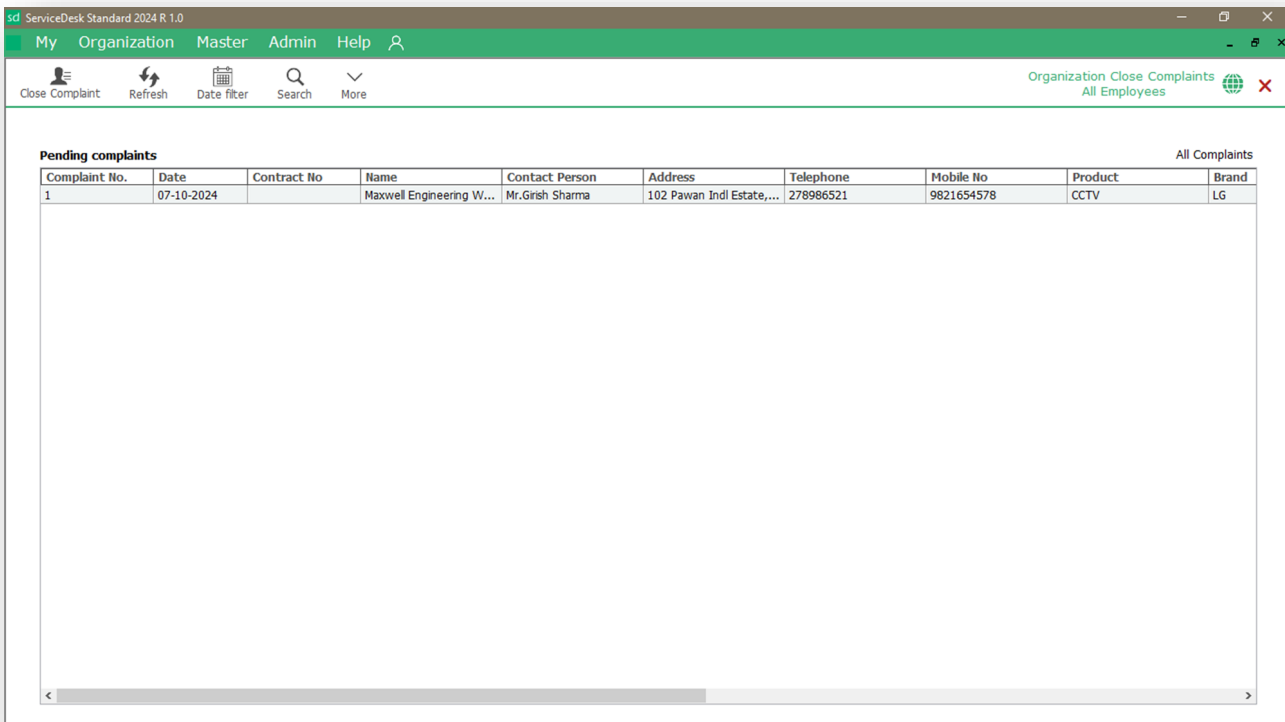 scl ServiceDesk Standard 2024 R 1.0
My Organization Master Admin Help
Close Complaint Refresh Date filter Search More
Organization Close Complaints
All Employees
Pending complaints All Complaints
Complaint No. Date Contract No Name Contact Person Address Telephone Mobile No Product Brand
1 07-10-2024 Maxwell Engineering W... Mr.Girish Sharma 102 Pawan Indl Estate,... 278986521 9821654578 CCTV LG